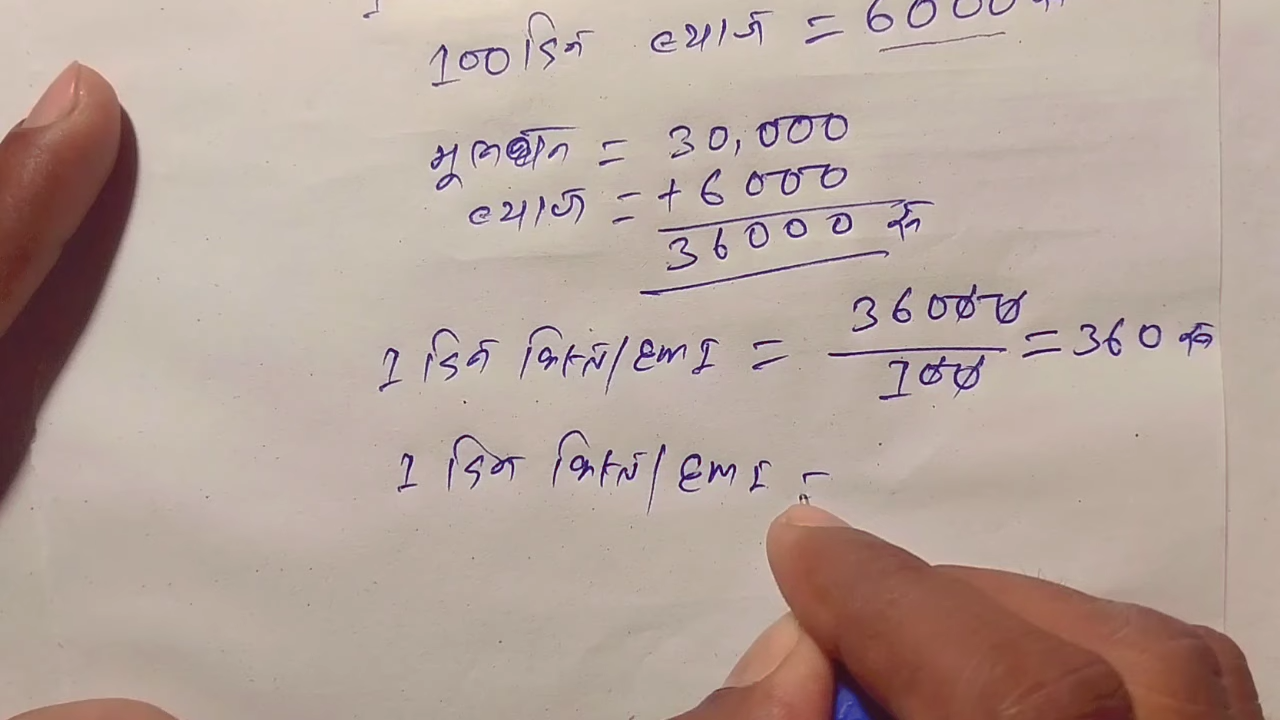 100 दिन ब्याज = 6000 रु
मूलधन = 30,000
ब्याज = + 6000
36000 रु
1 दिन किस्त/EMI = 36000 / 100 = 360 रु
1 दिन किस्त/EMI =